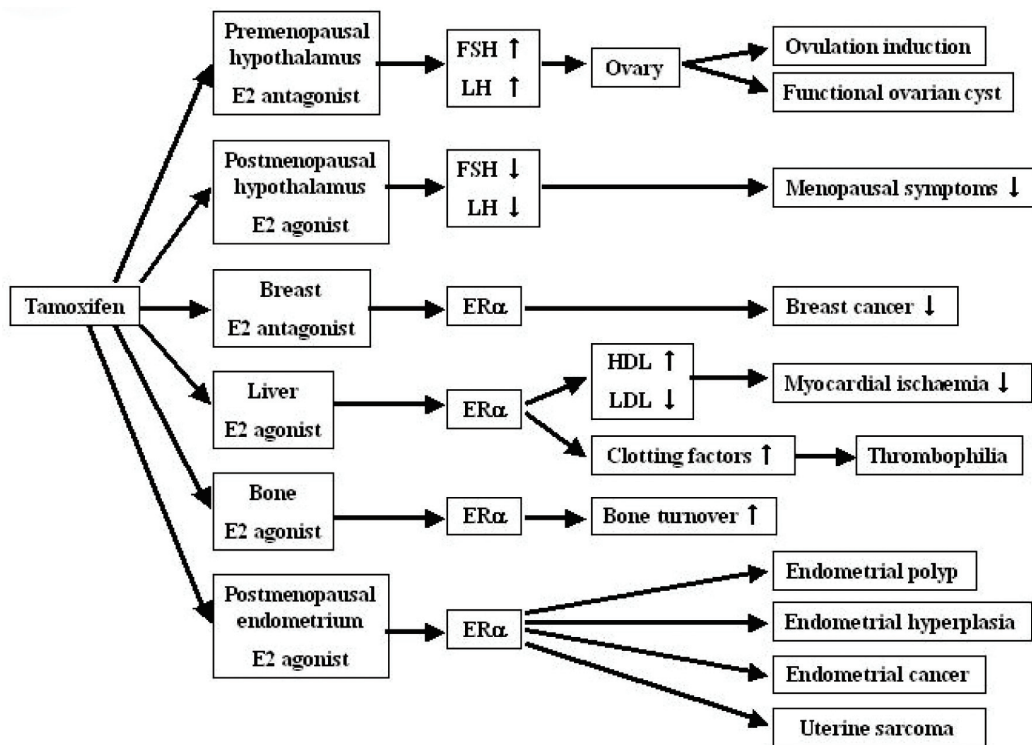 Premenopausal
hypothalamus
E2 antagonist
FSH ↑
LH ↑
Ovary
Ovulation induction
Functional ovarian cyst
Postmenopausal
hypothalamus
E2 agonist
FSH ↓
LH ↓
Menopausal symptoms ↓
Tamoxifen
Breast
E2 antagonist
ERα
Breast cancer ↓
Liver
E2 agonist
ERα
HDL ↑
LDL ↓
Myocardial ischaemia ↓
Clotting factors ↑
Thrombophilia
Bone
E2 agonist
ERα
Bone turnover ↑
Postmenopausal
endometrium
E2 agonist
ERα
Endometrial polyp
Endometrial hyperplasia
Endometrial cancer
Uterine sarcoma